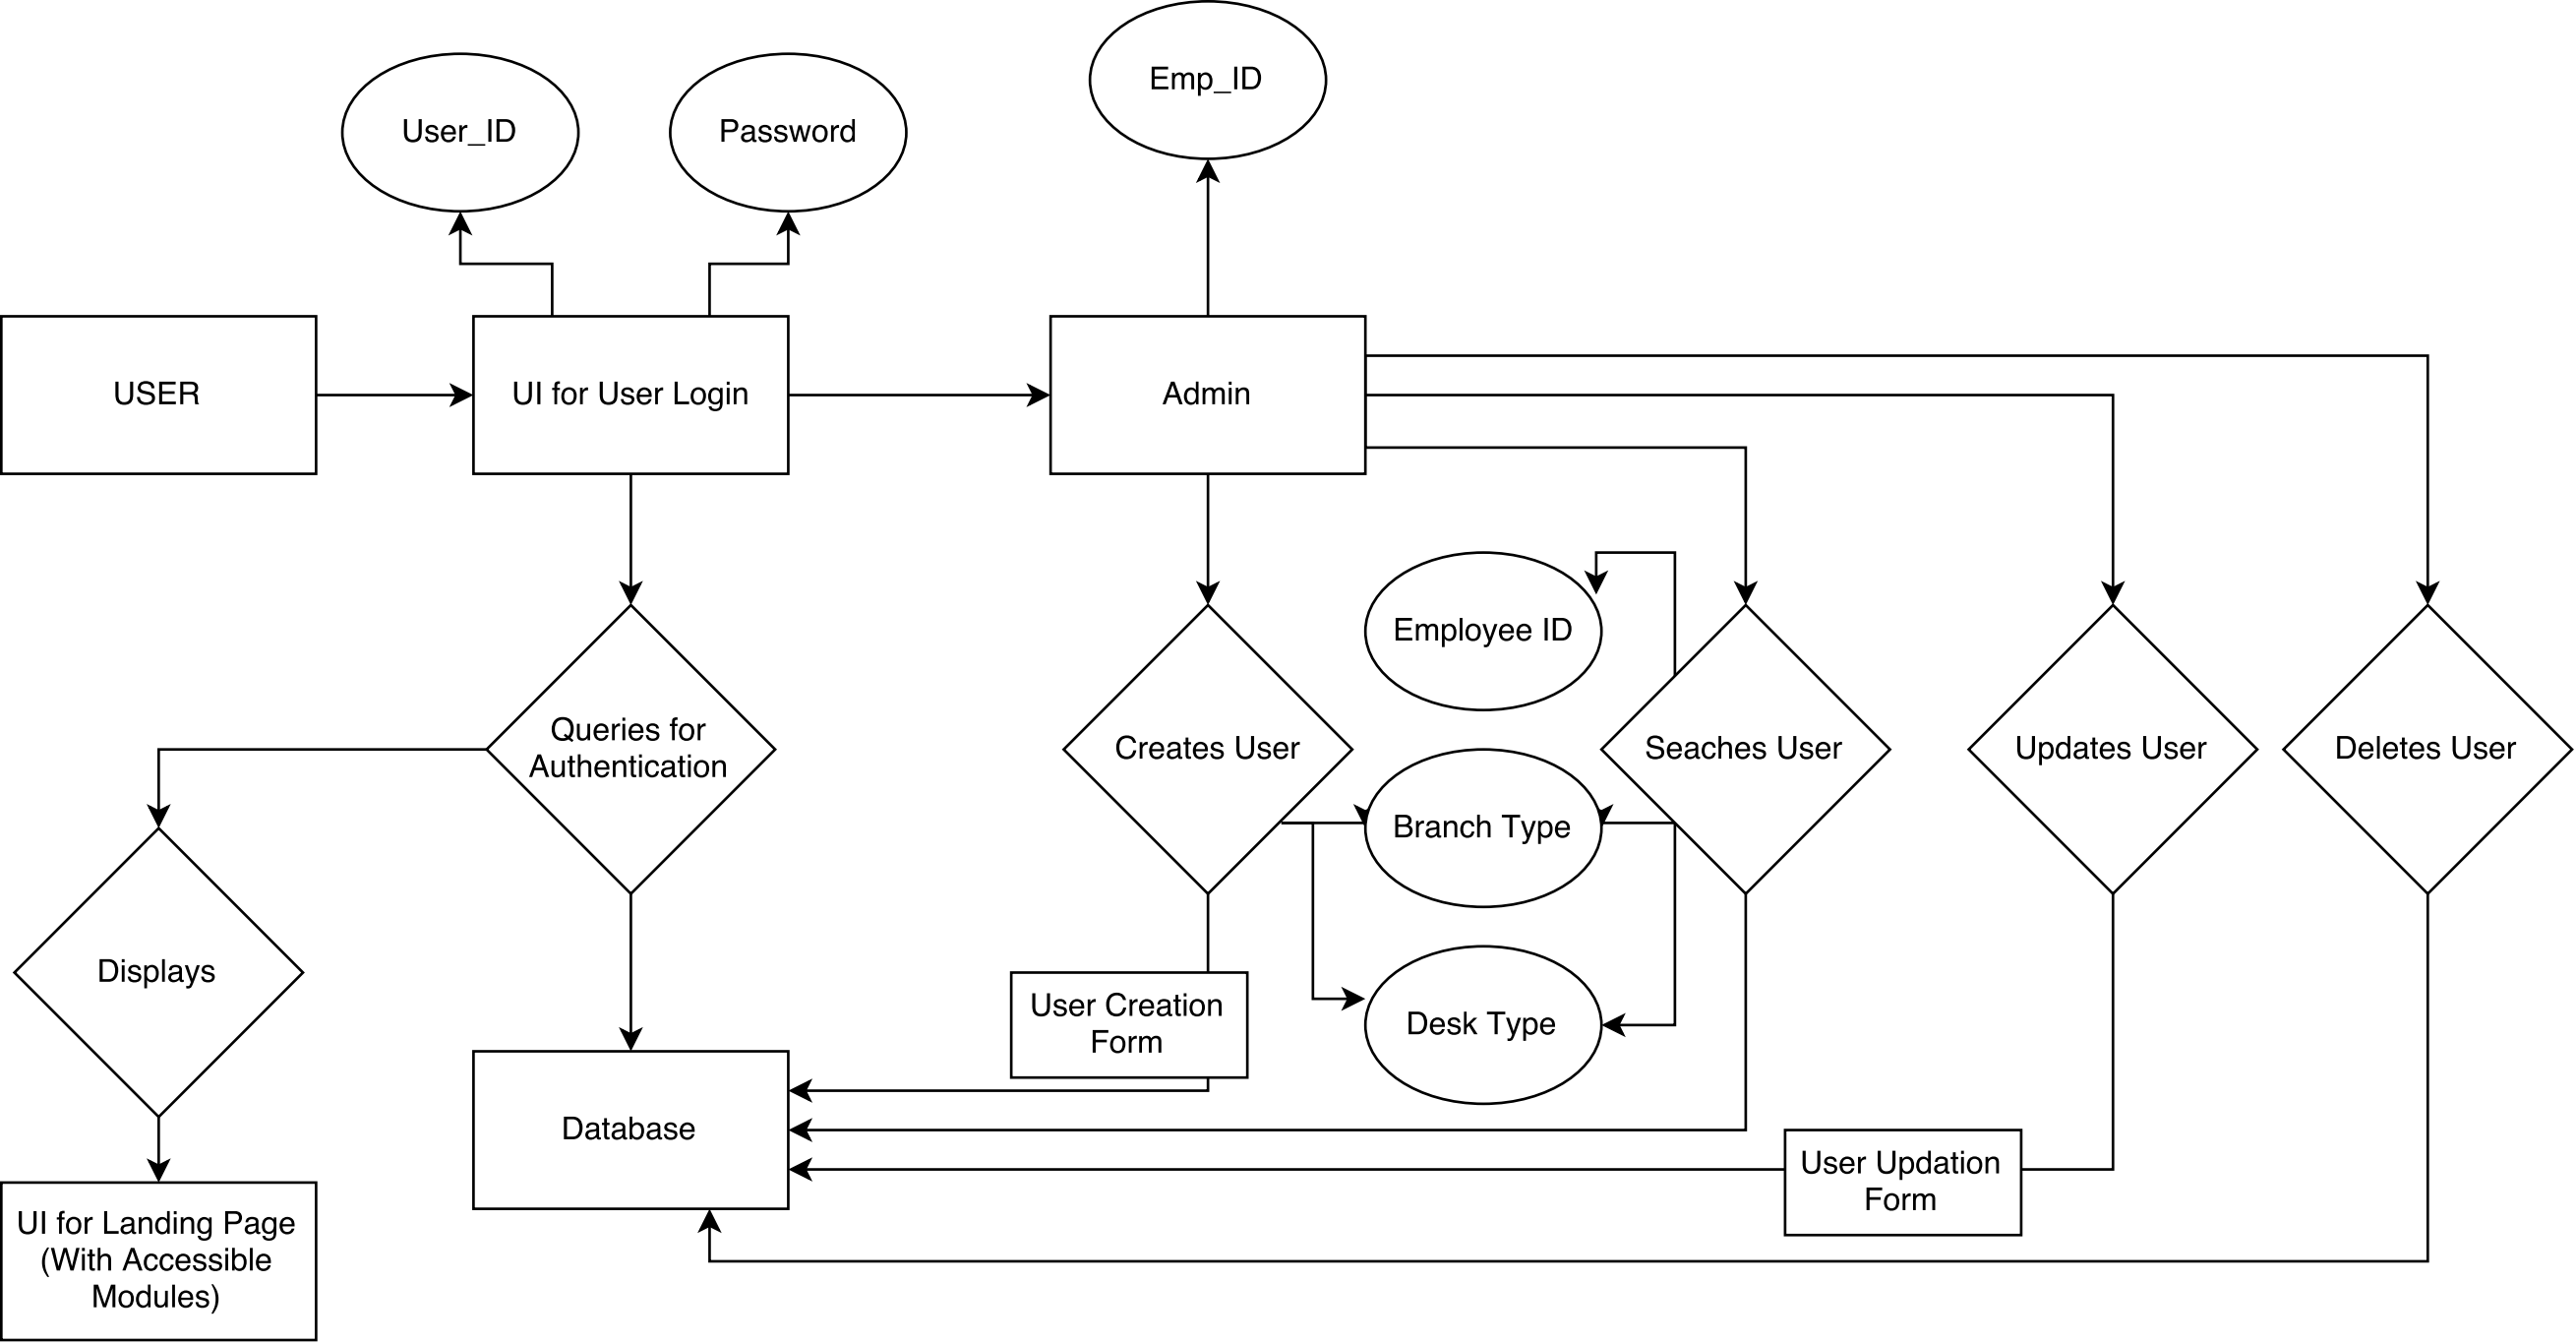 Emp_ID
User_ID
Password
USER
UI for User Login
Admin
Employee ID
Queries for
Authentication
Creates User
Seaches User
Updates User
Deletes User
Branch Type
Displays
User Creation
Form
Desk Type
Database
User Updation
Form
UI for Landing Page
(With Accessible
Modules)